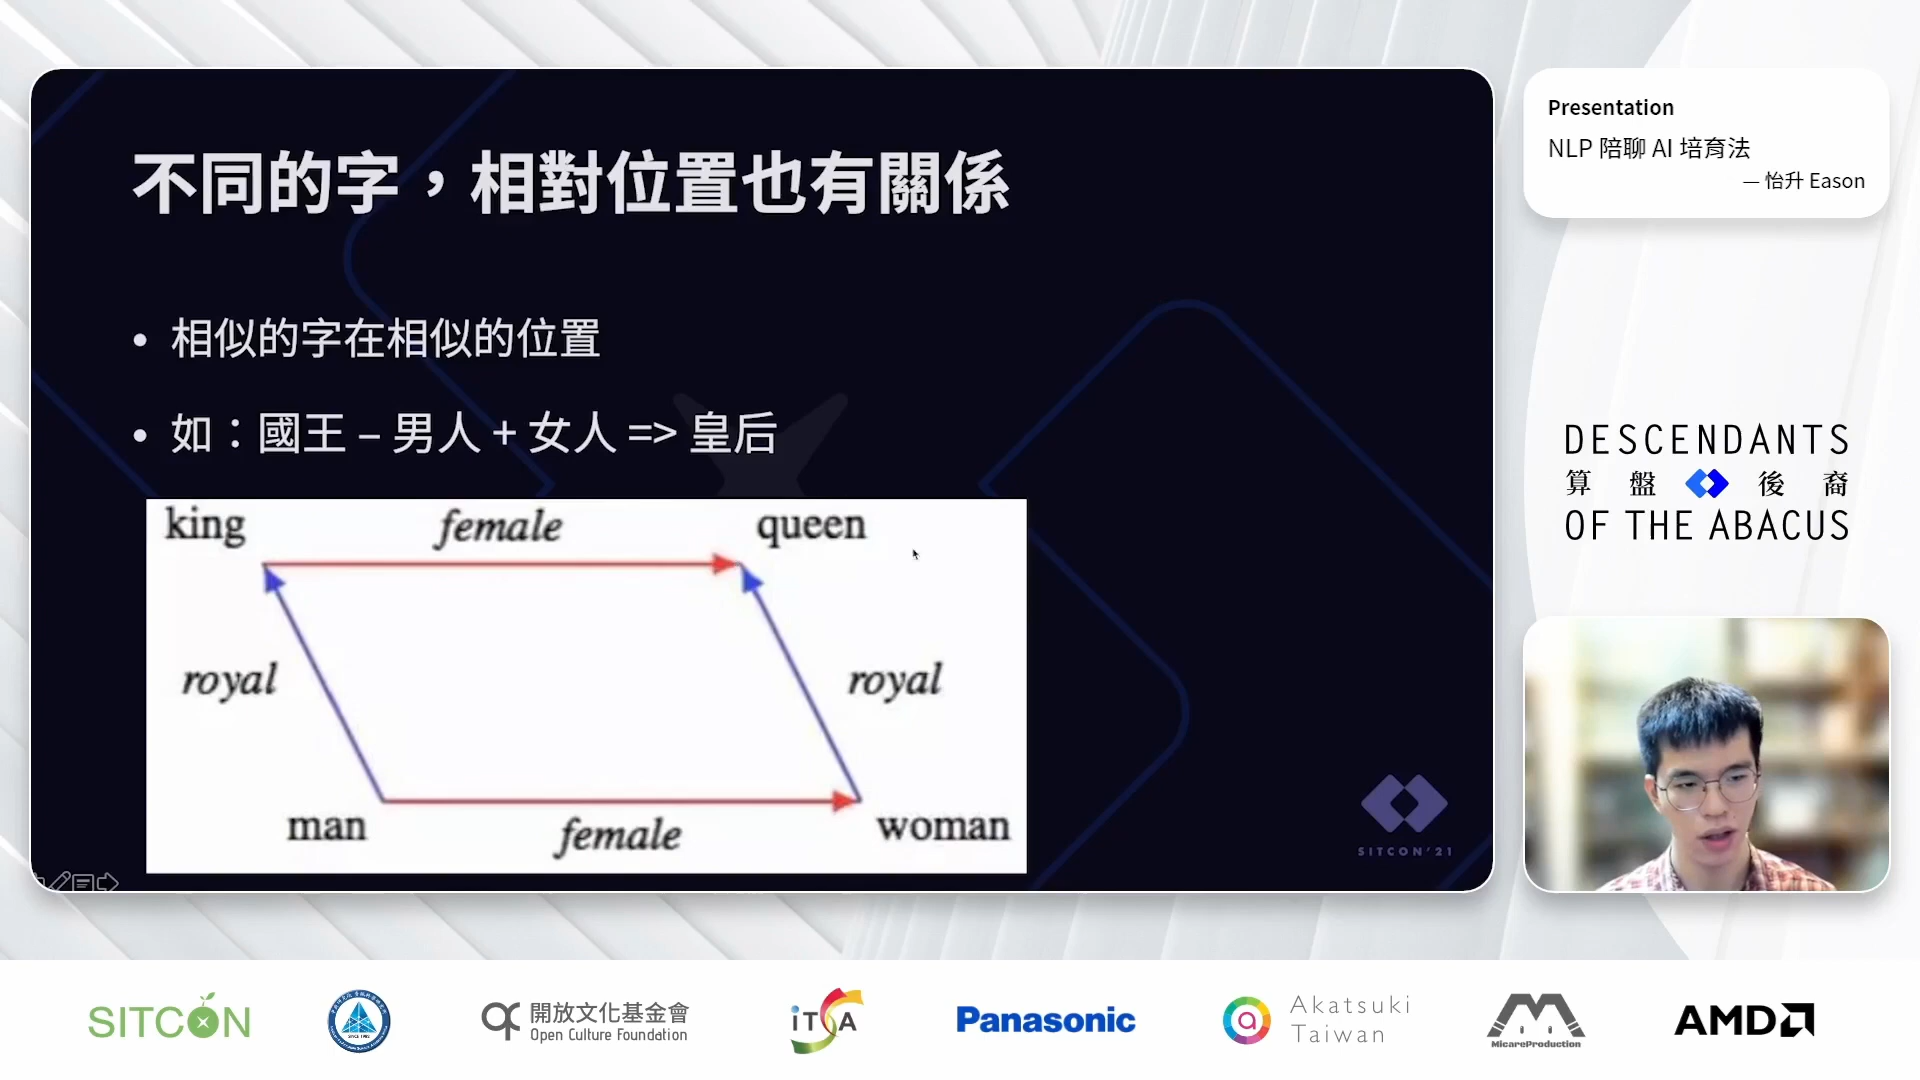 不同的字，相對位置也有關係
• 相似的字在相似的位置
• 如：國王 – 男人 + 女人 => 皇后
king
female
queen
royal
royal
man
female
woman
SITCON'21
Presentation
NLP 陪聊 AI 培育法
— 怡升 Eason
DESCENDANTS
算盤後裔
OF THE ABACUS
SITCON
開放文化基金會
Open Culture Foundation
iTSA
Panasonic
Akatsuki
Taiwan
MicareProduction
AMD